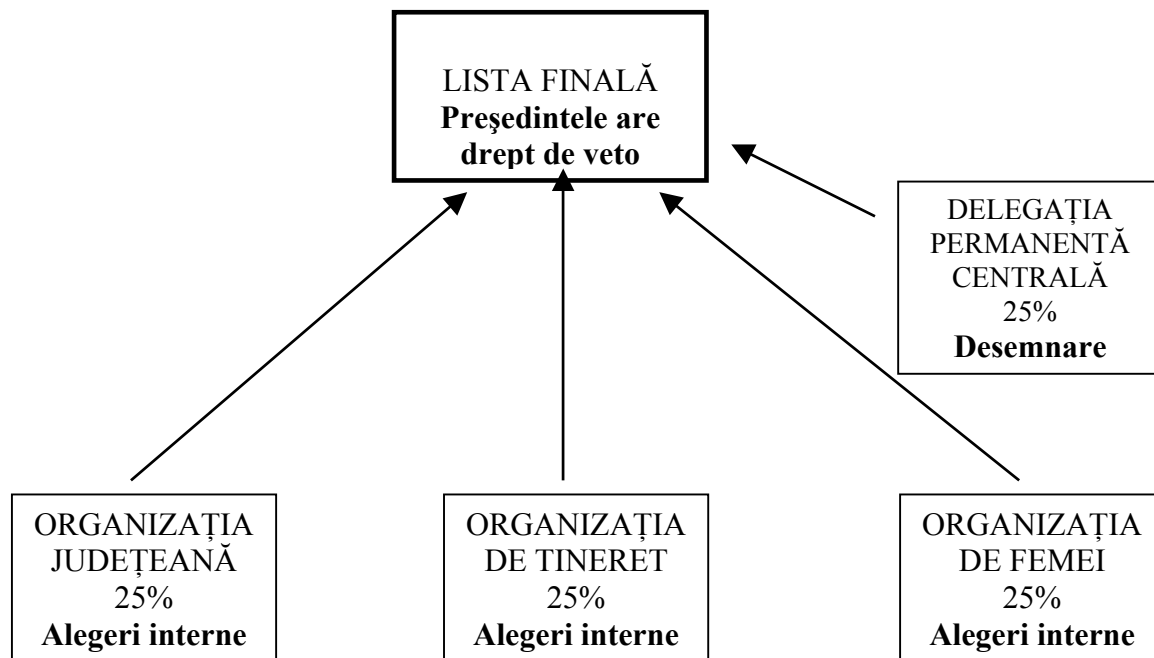 LISTA FINALĂ
Preşedintele are
drept de veto
DELEGAȚIA
PERMANENTĂ
CENTRALĂ
25%
Desemnare
ORGANIZAȚIA
JUDEȚEANĂ
25%
Alegeri interne
ORGANIZAȚIA
DE TINERET
25%
Alegeri interne
ORGANIZAȚIA
DE FEMEI
25%
Alegeri interne